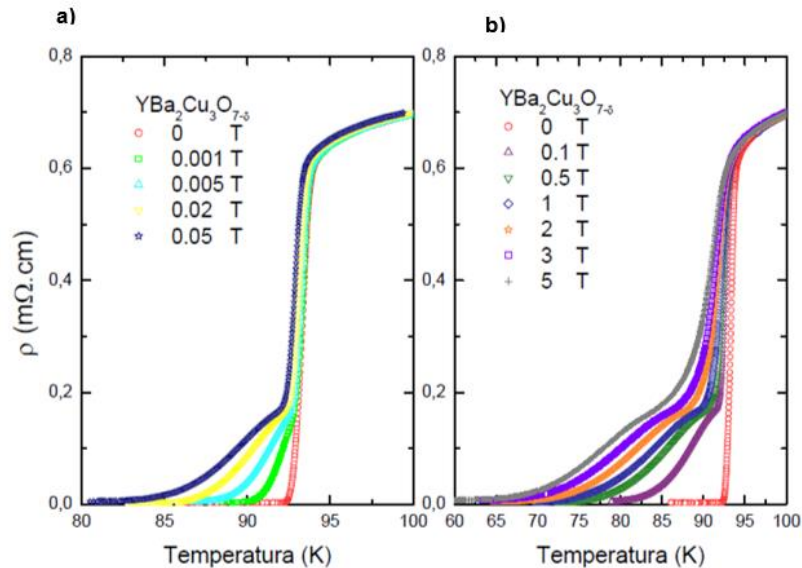 a)
b)
0,8
0,6
0,4
0,2
0,0
ρ (mΩ.cm)
YBa2Cu3O7-δ
0 T
0.001 T
0.005 T
0.02 T
0.05 T
80 85 90 95 100
Temperatura (K)
0,8
0,6
0,4
0,2
0,0
YBa2Cu3O7-δ
0 T
0.1 T
0.5 T
1 T
2 T
3 T
5 T
60 65 70 75 80 85 90 95 100
Temperatura (K)